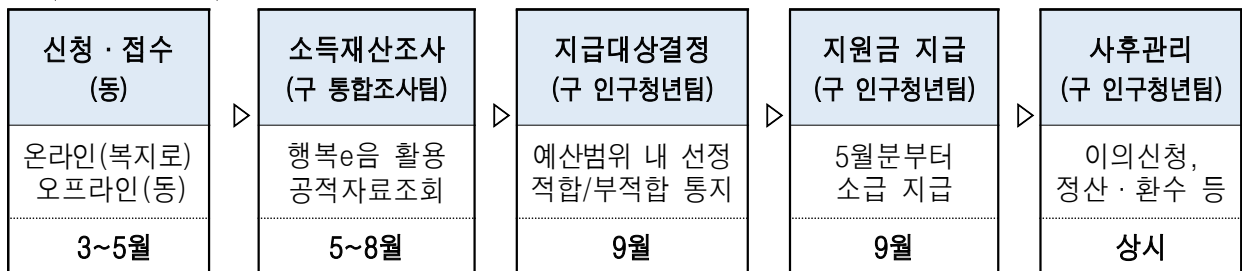 신청 · 접수
(동)
온라인(복지로)
오프라인(동)
3~5월
▷
소득재산조사
(구 통합조사팀)
행복e음 활용
공적자료조회
5~8월
▷
지급대상결정
(구 인구청년팀)
예산범위 내 선정
적합/부적합 통지
9월
▷
지원금 지급
(구 인구청년팀)
5월분부터
소급 지급
9월
▷
사후관리
(구 인구청년팀)
이의신청,
정산 · 환수 등
상시